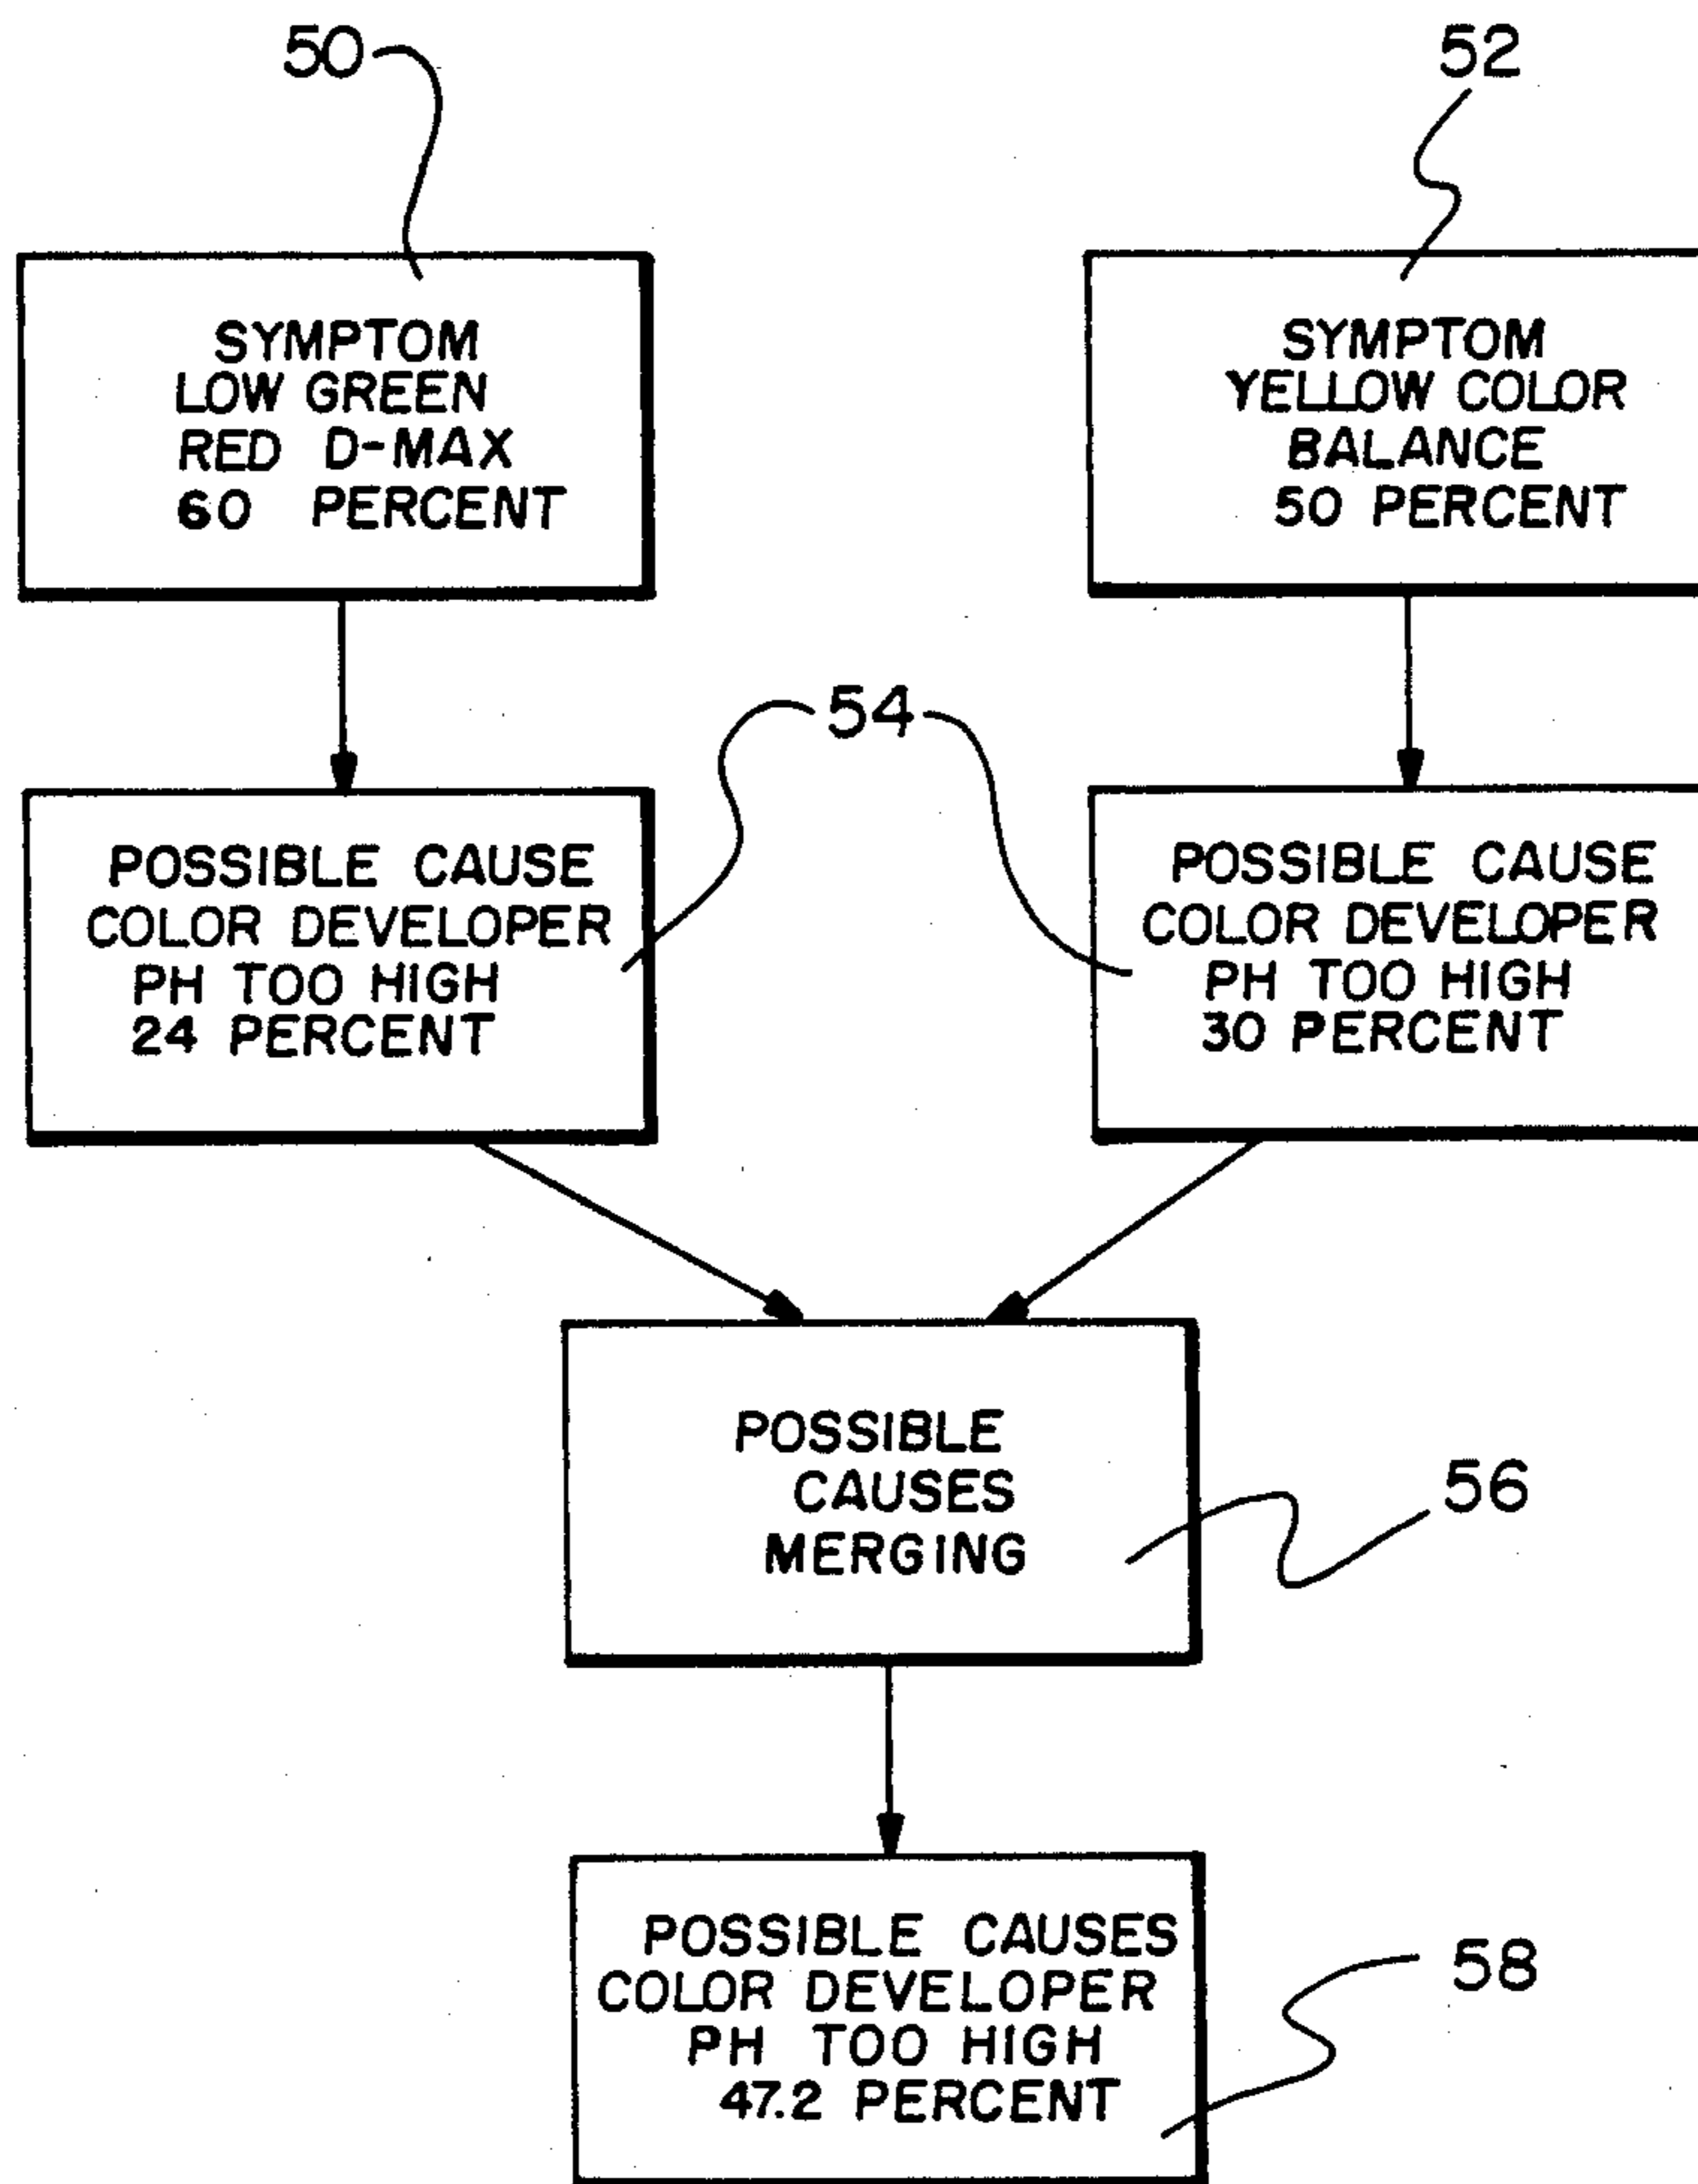 50
52
SYMPTOM
LOW GREEN
RED D-MAX
60 PERCENT
SYMPTOM
YELLOW COLOR
BALANCE
50 PERCENT
54
POSSIBLE CAUSE
COLOR DEVELOPER
PH TOO HIGH
24 PERCENT
POSSIBLE CAUSE
COLOR DEVELOPER
PH TOO HIGH
30 PERCENT
POSSIBLE
CAUSES
MERGING
56
POSSIBLE CAUSES
COLOR DEVELOPER
PH TOO HIGH
47.2 PERCENT
58